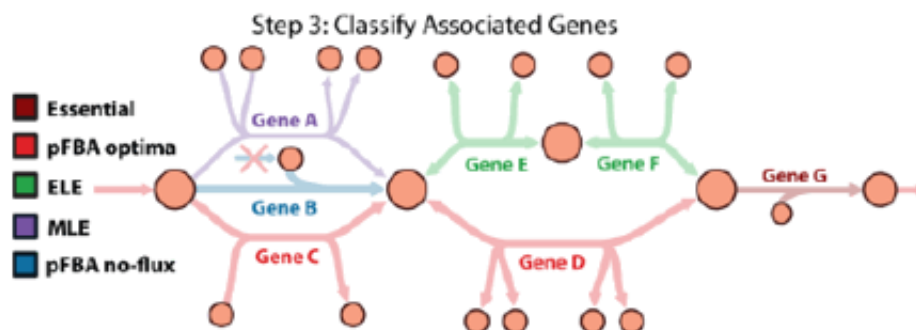 Step 3: Classify Associated Genes
Essential
pFBA optima
ELE
MLE
pFBA no-flux
Gene A
Gene B
Gene C
Gene E
Gene F
Gene D
Gene G